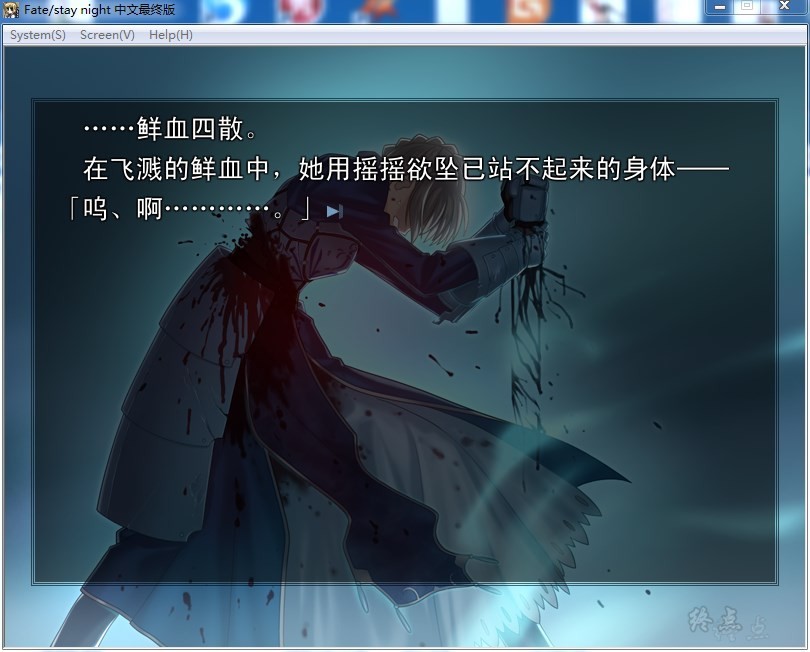 Fate/stay night 中文最终版
System(S) Screen(V) Help(H)
……鲜血四散。
在飞溅的鲜血中，她用摇摇欲坠已站不起来的身体——
「呜、啊…………。」
终点